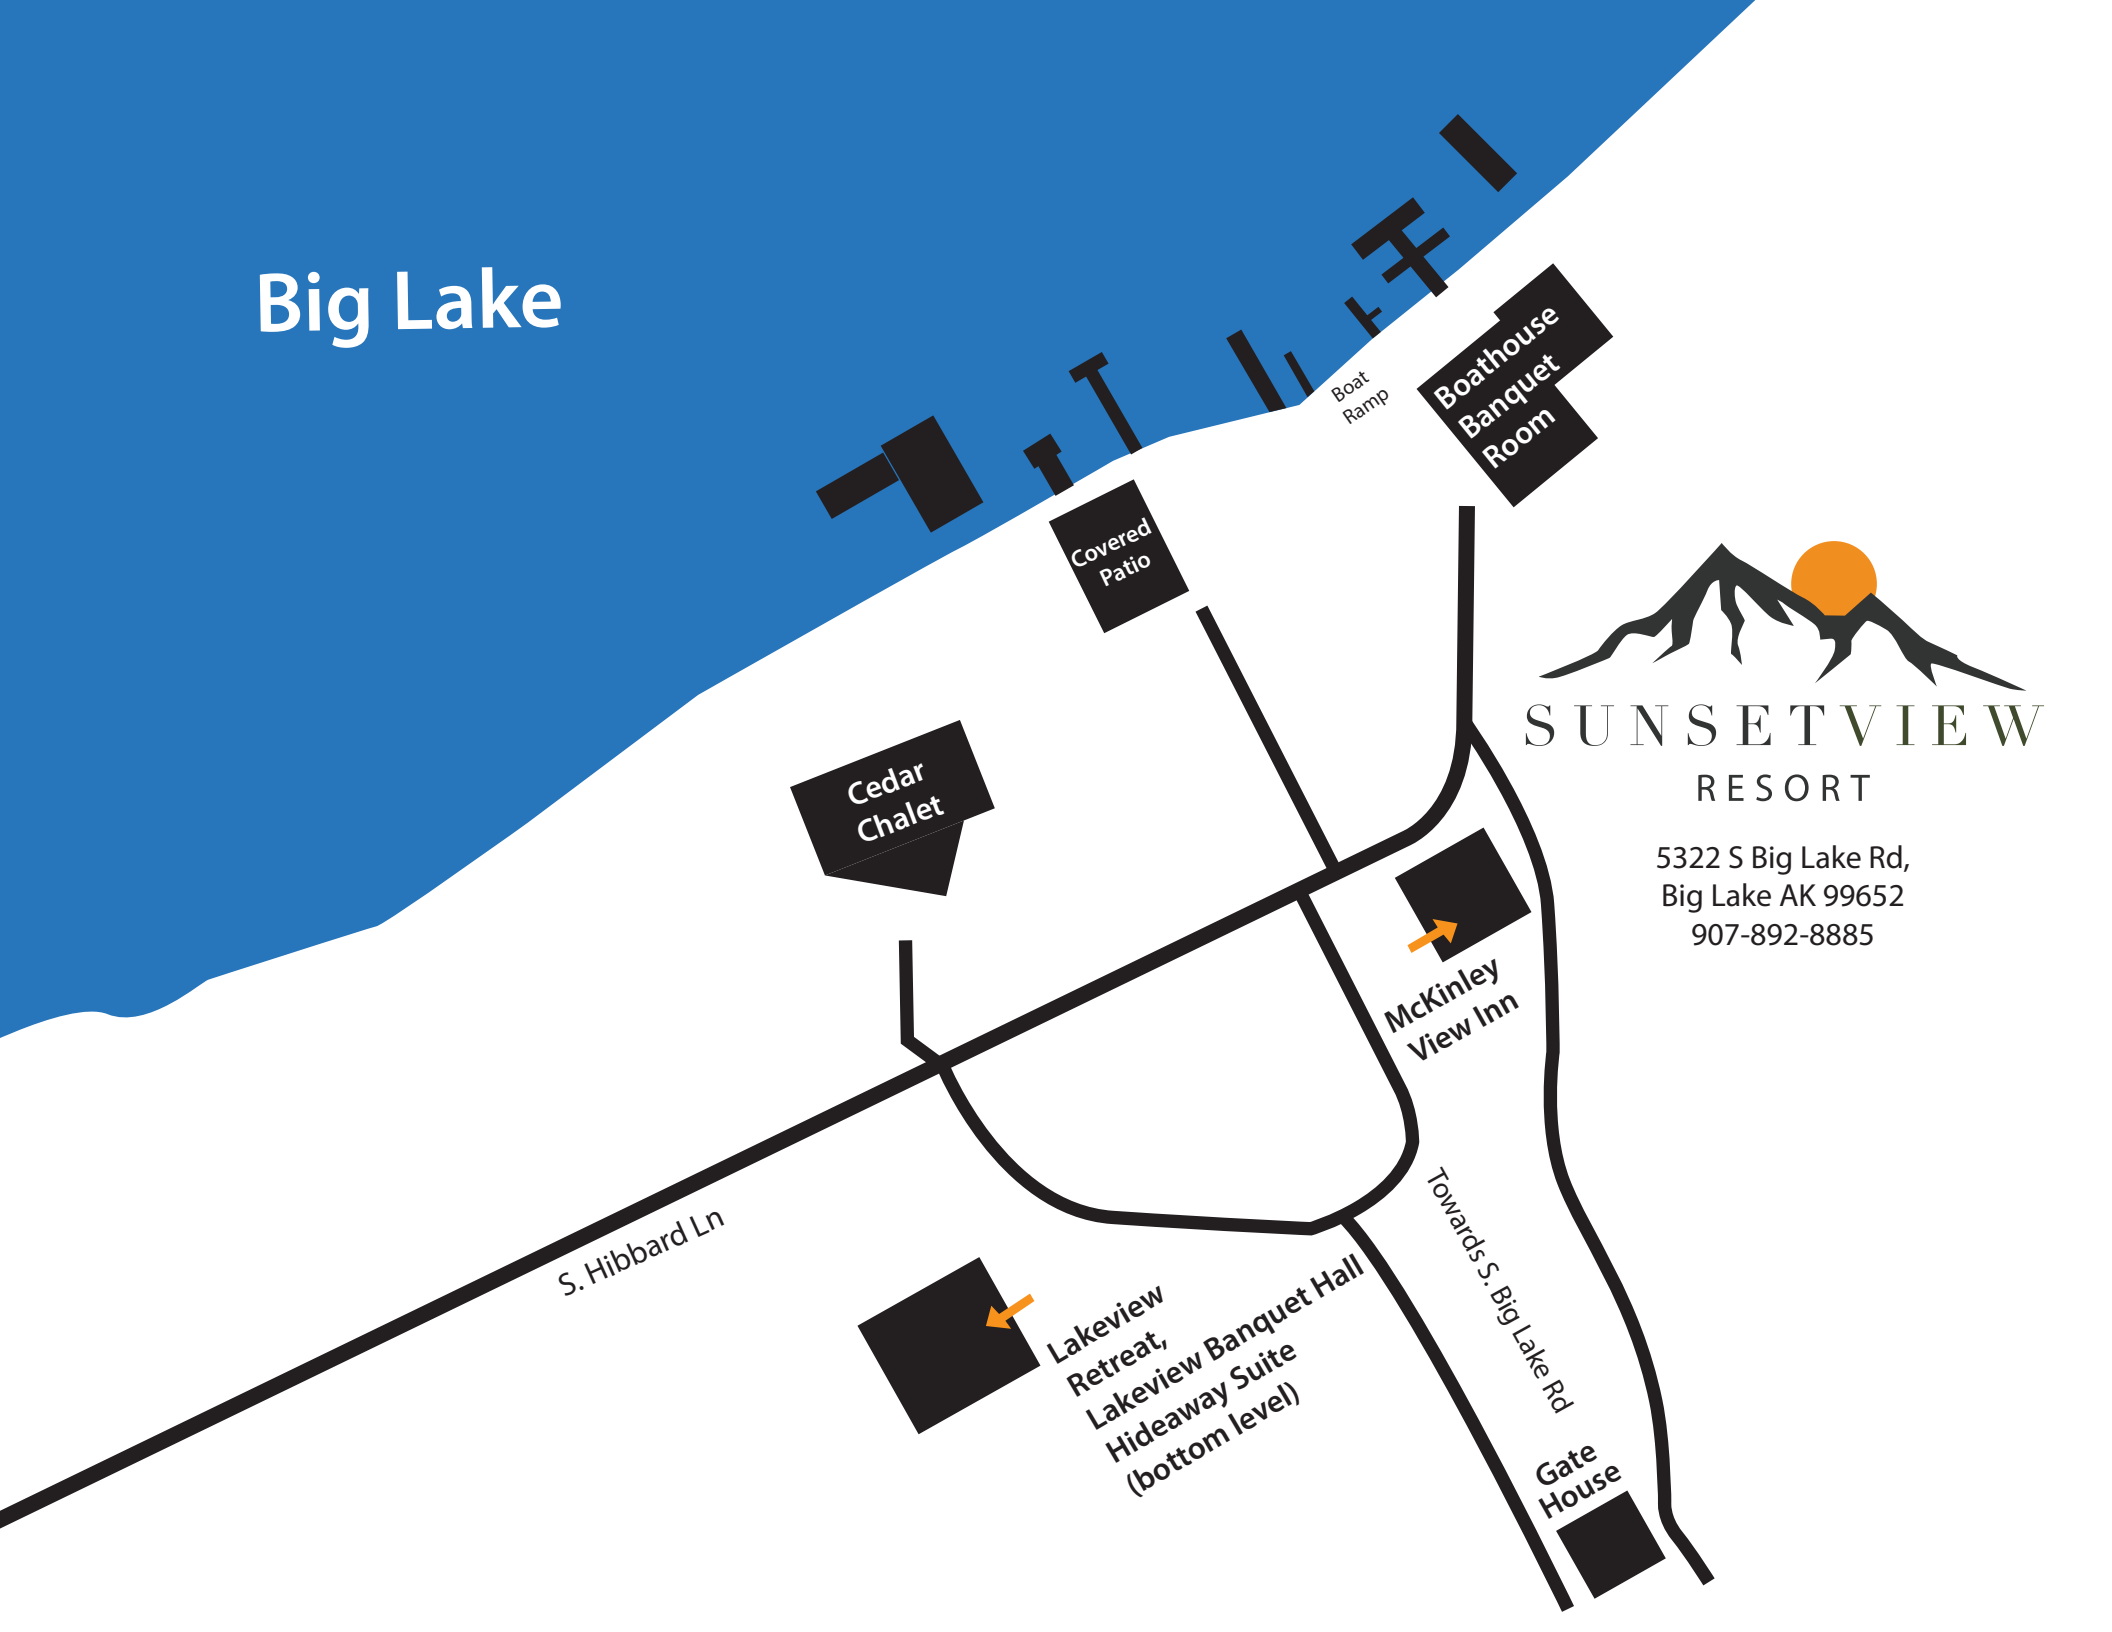 Big Lake
Boat
Ramp
Boathouse
Banquet
Room
Covered
Patio
SUNSETVIEW
RESORT
5322 S Big Lake Rd,
Big Lake AK 99652
907-892-8885
Cedar
Chalet
McKinley
View Inn
S. Hibbard Ln
Towards S. Big Lake Rd
Lakeview
Retreat,
Lakeview Banquet Hall
Hideaway Suite
(bottom level)
Gate
House